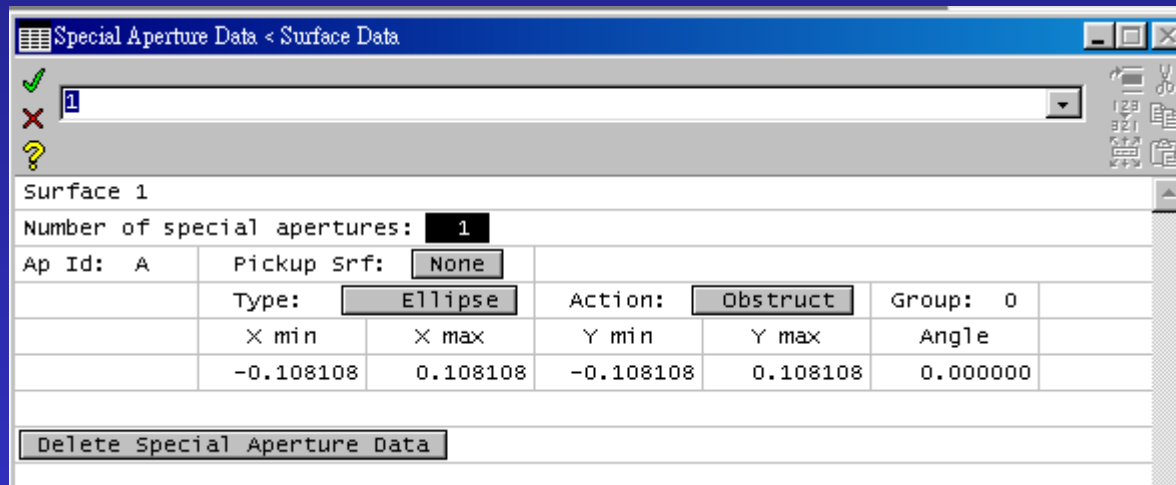 Special Aperture Data < Surface Data
1
Surface 1
Number of special apertures: 1
Ap Id: A Pickup Srf: None
Type: Ellipse Action: Obstruct Group: 0
X min X max Y min Y max Angle
-0.108108 0.108108 -0.108108 0.108108 0.000000
Delete Special Aperture Data